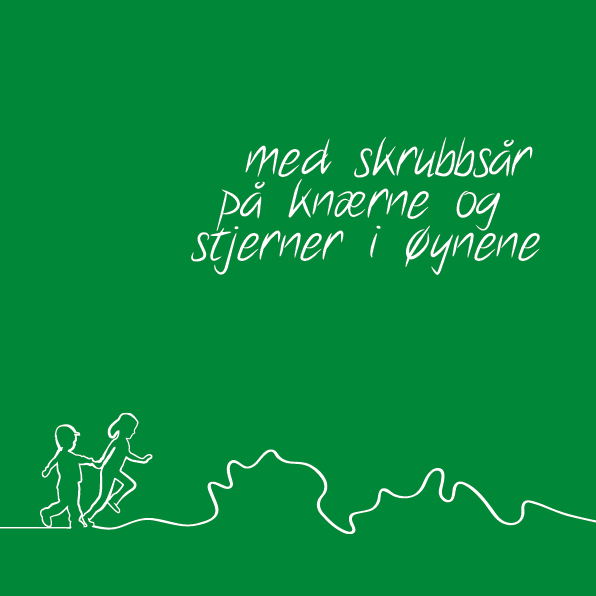 med skrubbsår
på knærne og
stjerner i øynene